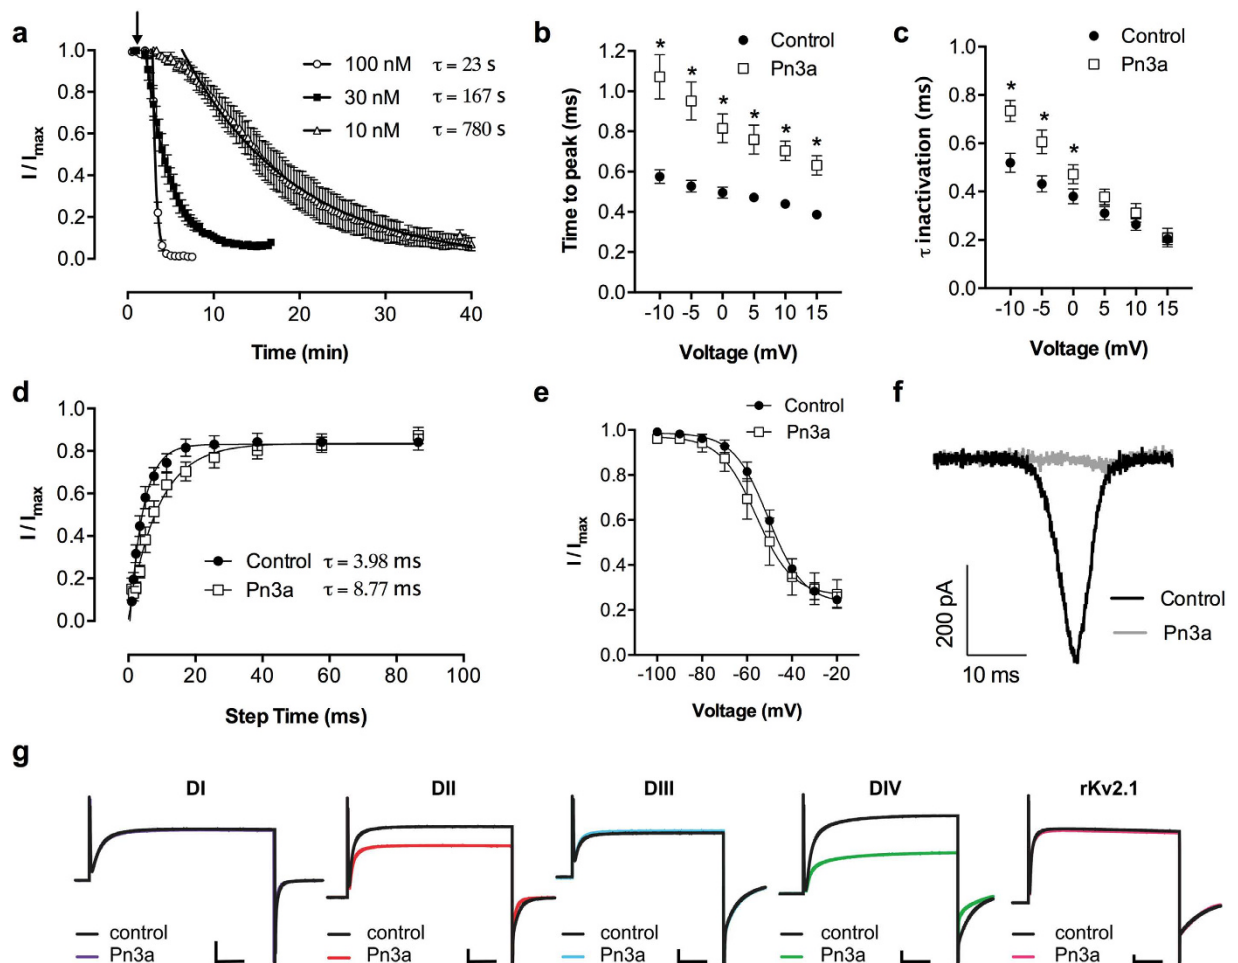 a
I / Imax
1.0
0.8
0.6
0.4
0.2
0.0
100 nM τ = 23 s
30 nM τ = 167 s
10 nM τ = 780 s
0 10 20 30 40
Time (min)
b
Time to peak (ms)
1.2
1.0
0.8
0.6
0.4
0.2
0.0
Control
Pn3a
* * * * * *
-10 -5 0 5 10 15
Voltage (mV)
c
τ inactivation (ms)
1.0
0.8
0.6
0.4
0.2
0.0
Control
Pn3a
* * *
-10 -5 0 5 10 15
Voltage (mV)
d
I / Imax
1.0
0.8
0.6
0.4
0.2
0.0
Control τ = 3.98 ms
Pn3a τ = 8.77 ms
0 20 40 60 80 100
Step Time (ms)
e
I / Imax
1.0
0.8
0.6
0.4
0.2
0.0
Control
Pn3a
-100 -80 -60 -40 -20
Voltage (mV)
f
200 pA
10 ms
Control
Pn3a
g
DI
control
Pn3a
DII
control
Pn3a
DIII
control
Pn3a
DIV
control
Pn3a
rKv2.1
control
Pn3a